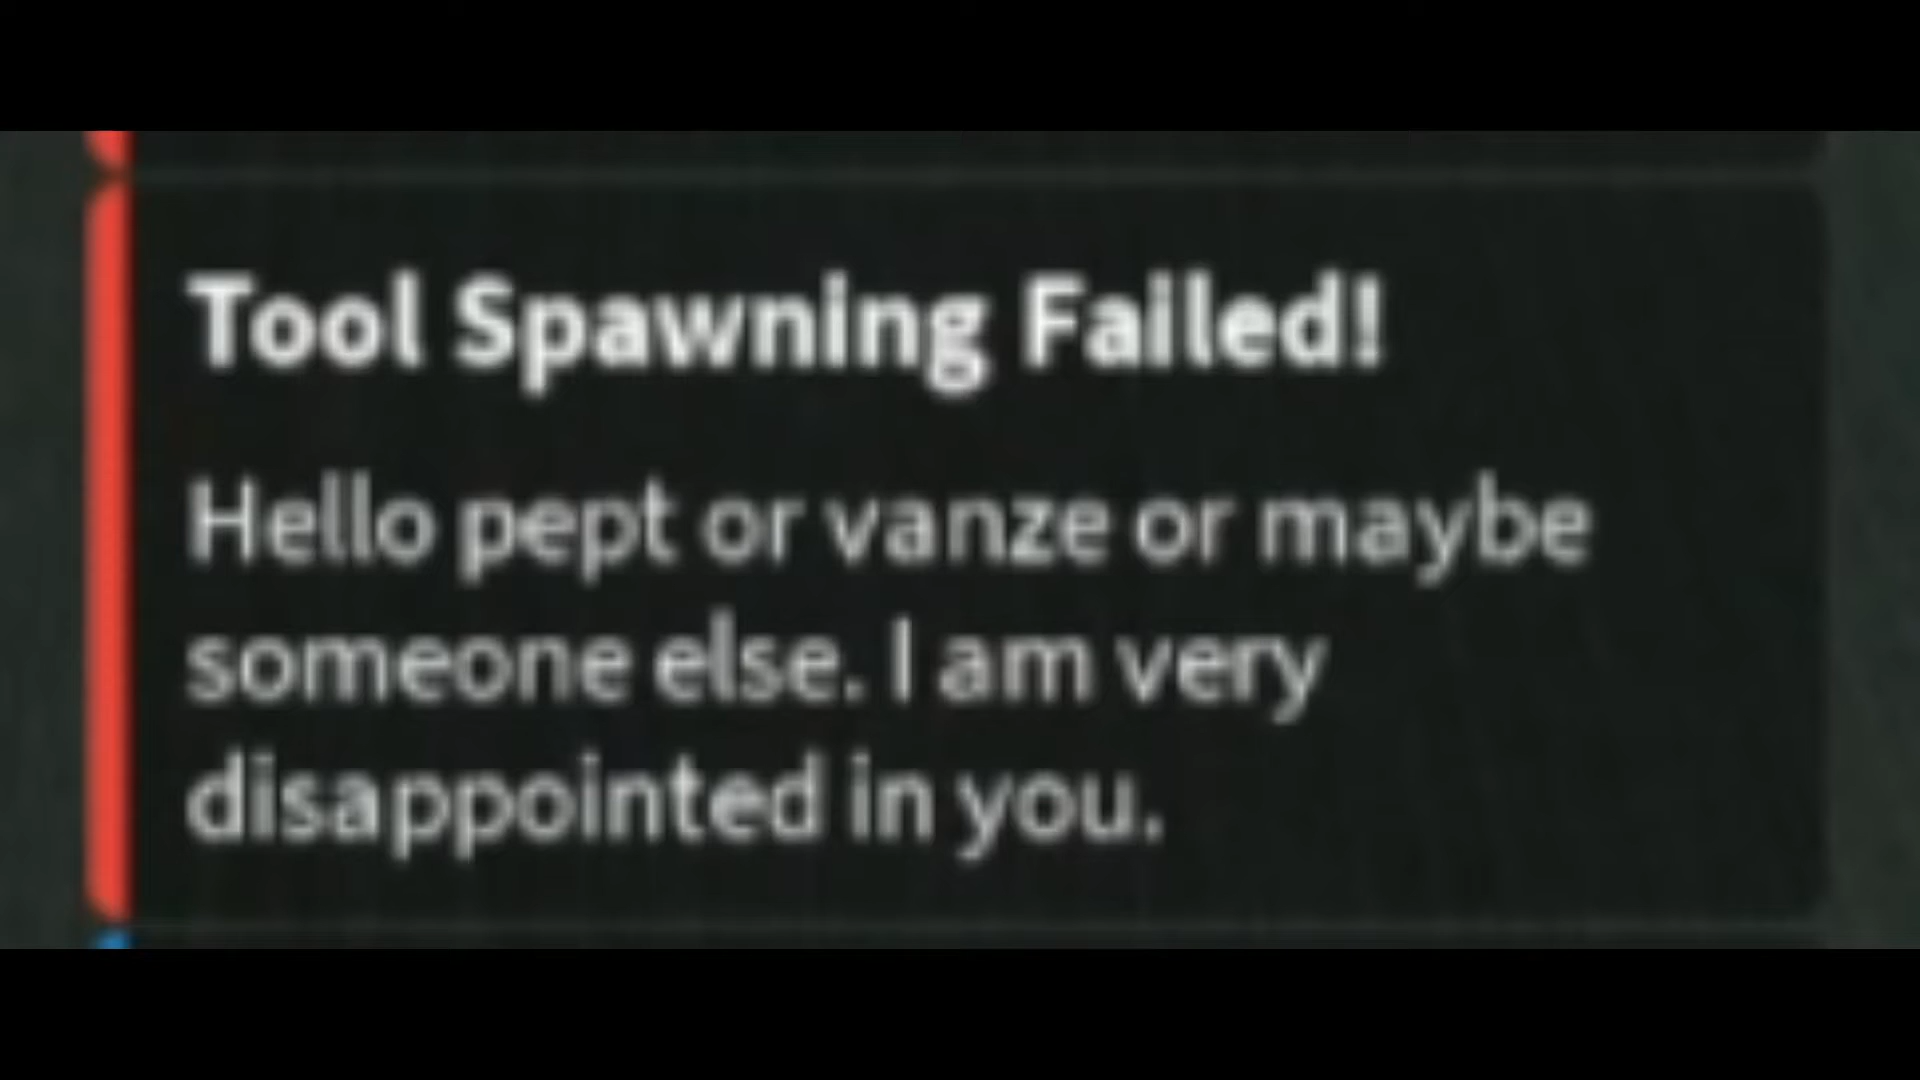 Tool Spawning Failed!
Hello pept or vanze or maybe
someone else. I am very
disappointed in you.